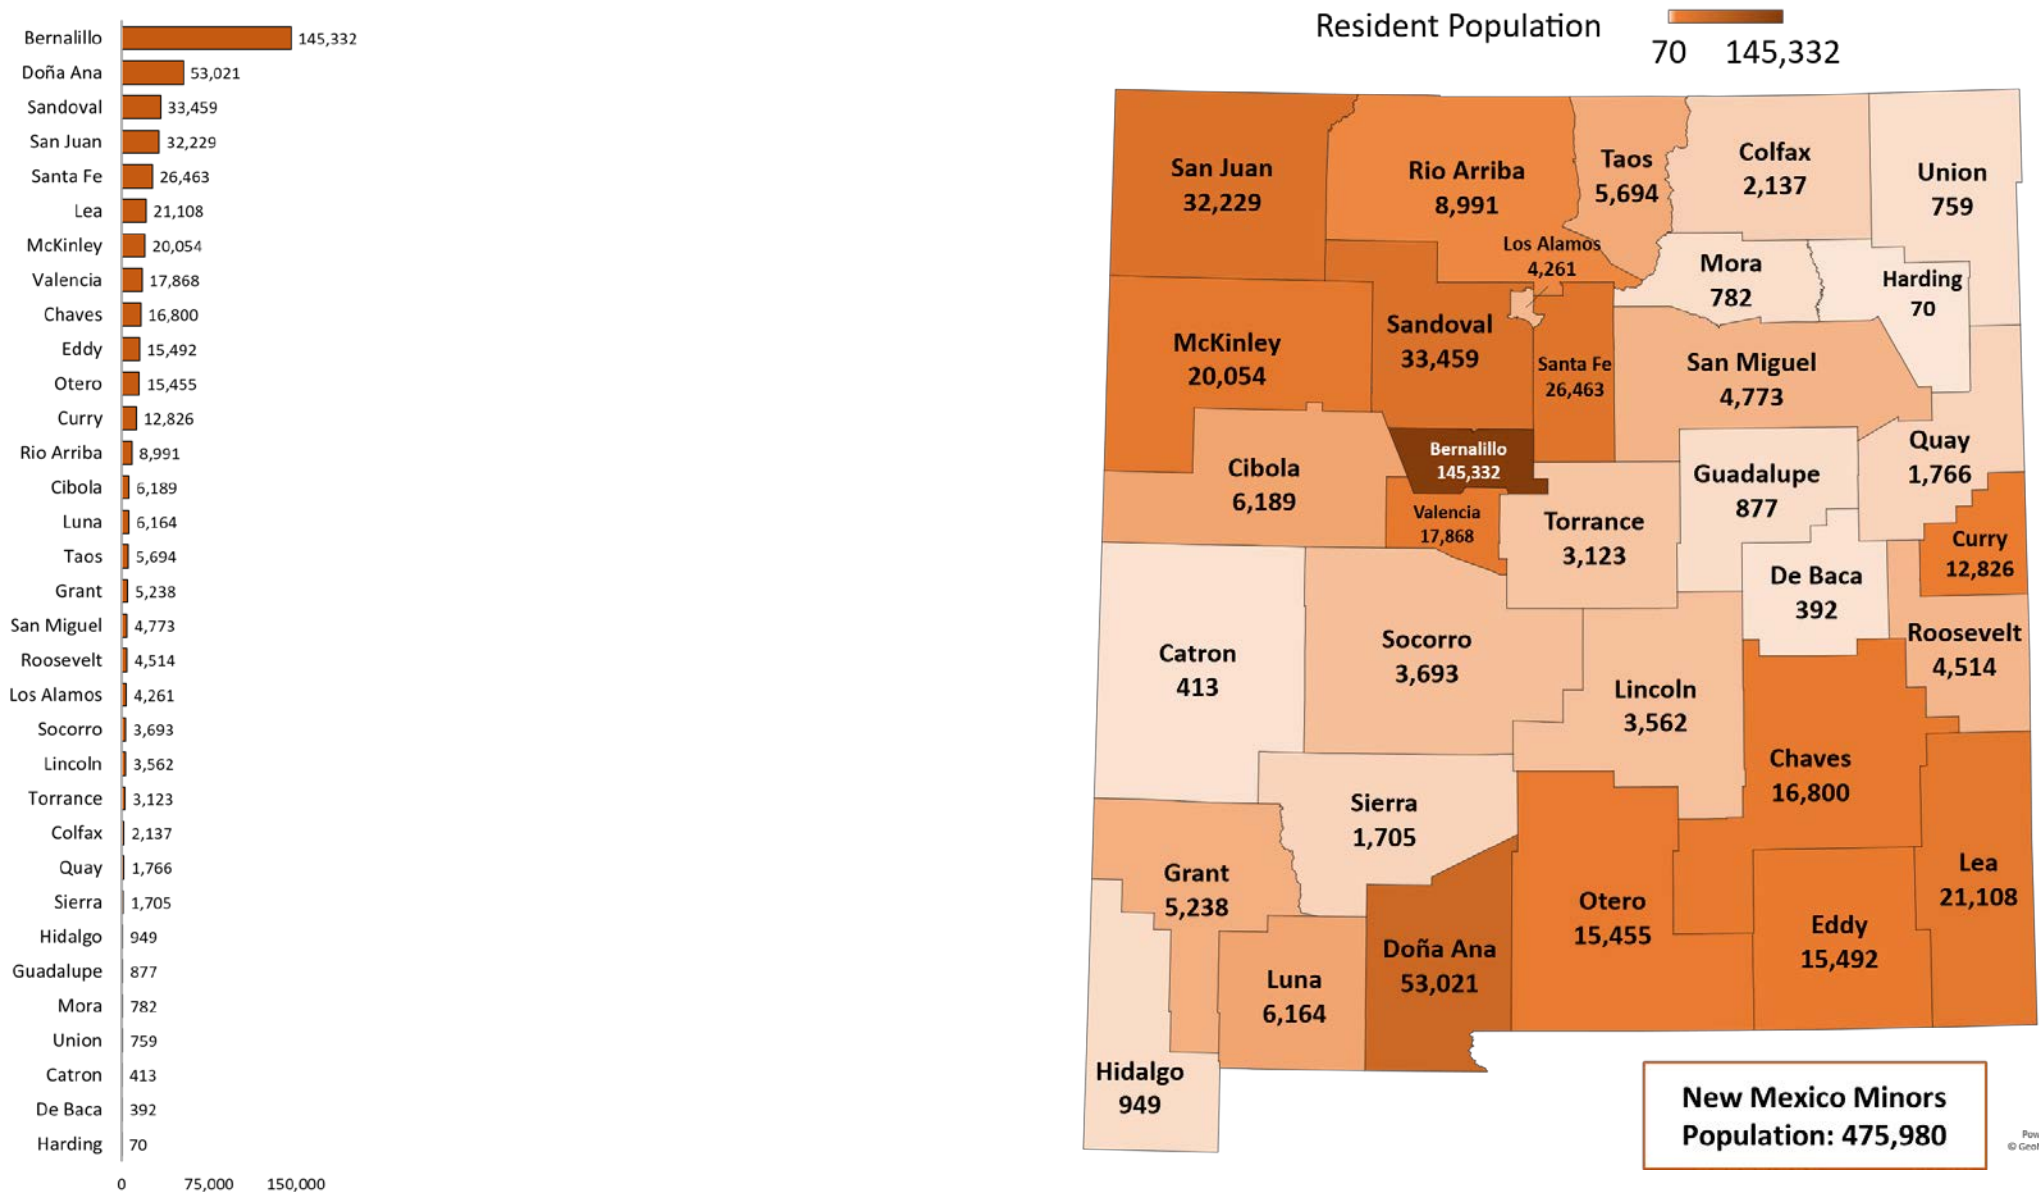 Bernalillo 145,332
Doña Ana 53,021
Sandoval 33,459
San Juan 32,229
Santa Fe 26,463
Lea 21,108
McKinley 20,054
Valencia 17,868
Chaves 16,800
Eddy 15,492
Otero 15,455
Curry 12,826
Rio Arriba 8,991
Cibola 6,189
Luna 6,164
Taos 5,694
Grant 5,238
San Miguel 4,773
Roosevelt 4,514
Los Alamos 4,261
Socorro 3,693
Lincoln 3,562
Torrance 3,123
Colfax 2,137
Quay 1,766
Sierra 1,705
Hidalgo 949
Guadalupe 877
Mora 782
Union 759
Catron 413
De Baca 392
Harding 70
0 75,000 150,000
Resident Population
70 145,332
San Juan
32,229
Rio Arriba
8,991
Taos
5,694
Colfax
2,137
Union
759
Los Alamos
4,261
Mora
782
Harding
70
McKinley
20,054
Sandoval
33,459
Santa Fe
26,463
San Miguel
4,773
Quay
1,766
Cibola
6,189
Bernalillo
145,332
Valencia
17,868
Torrance
3,123
Guadalupe
877
Curry
12,826
De Baca
392
Roosevelt
4,514
Catron
413
Socorro
3,693
Lincoln
3,562
Chaves
16,800
Sierra
1,705
Grant
5,238
Lea
21,108
Otero
15,455
Eddy
15,492
Doña Ana
53,021
Luna
6,164
Hidalgo
949
New Mexico Minors
Population: 475,980